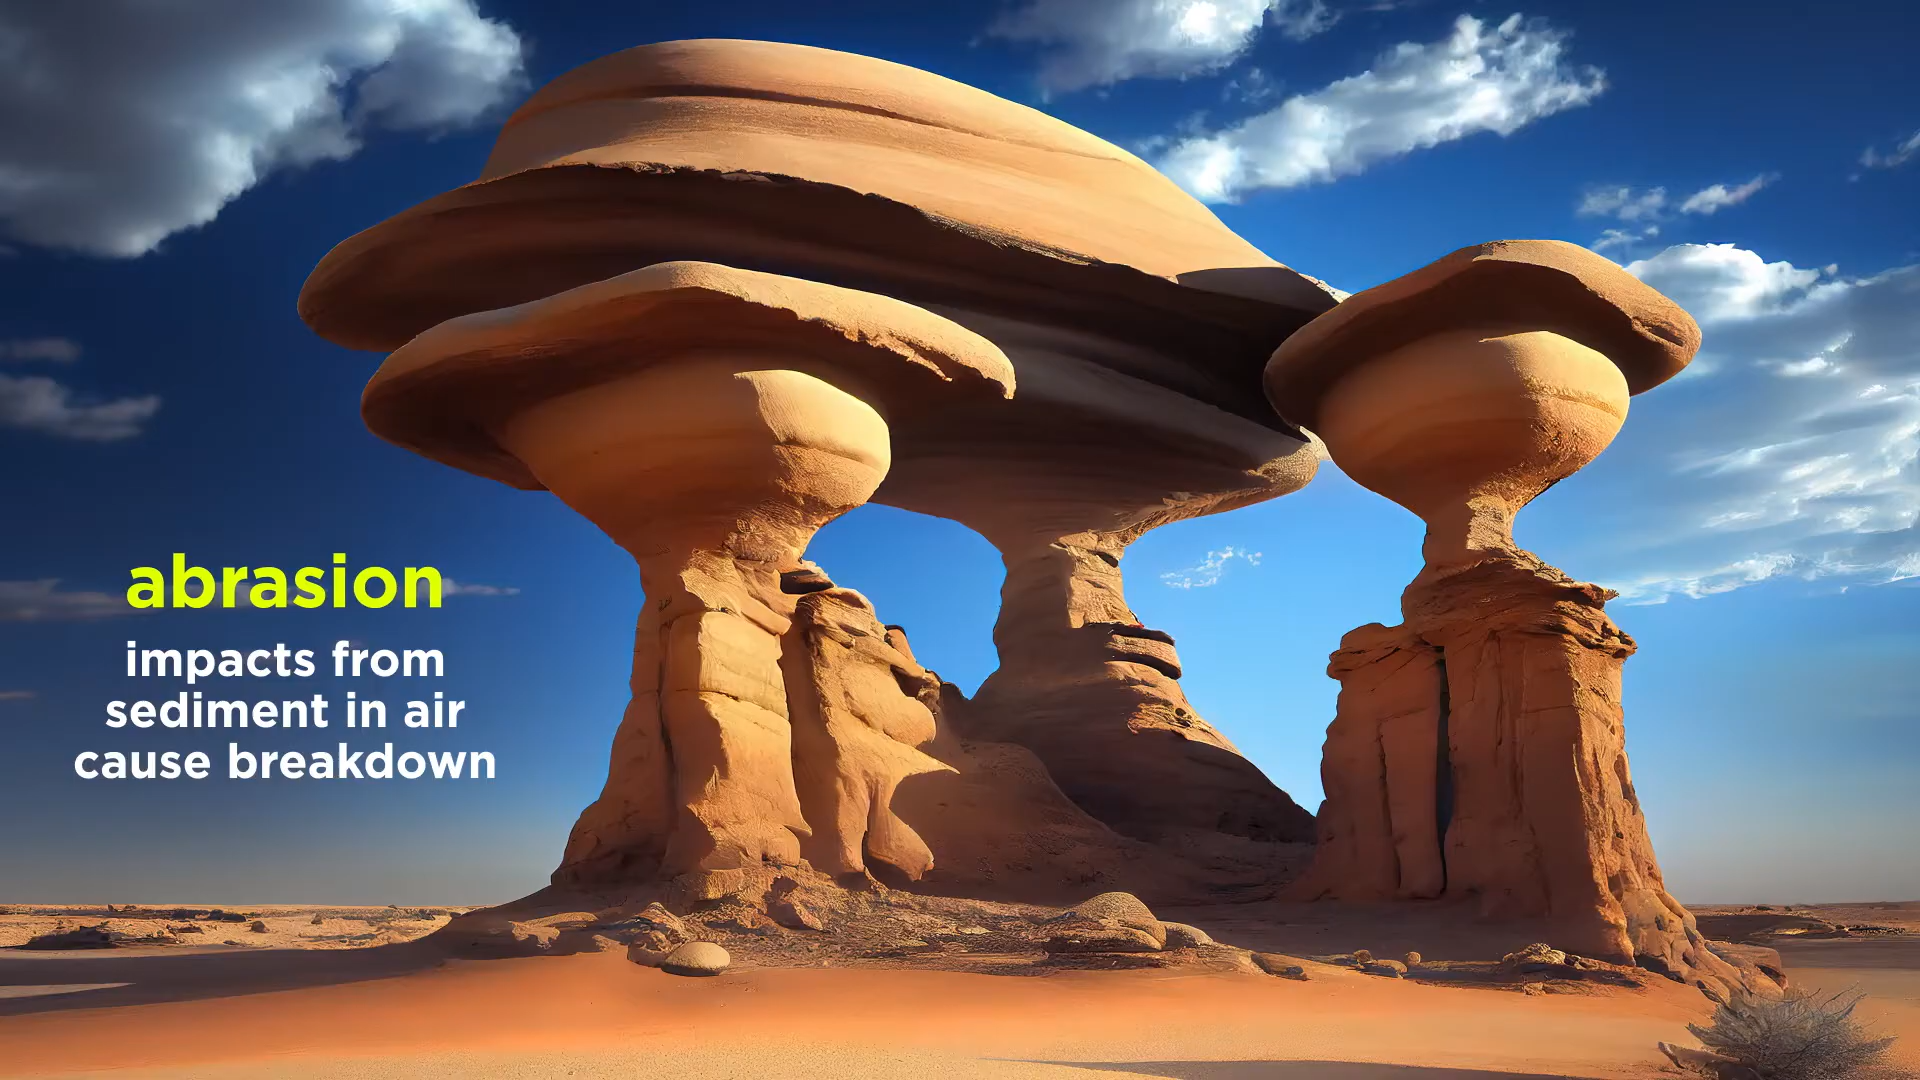 abrasion
impacts from
sediment in air
cause breakdown